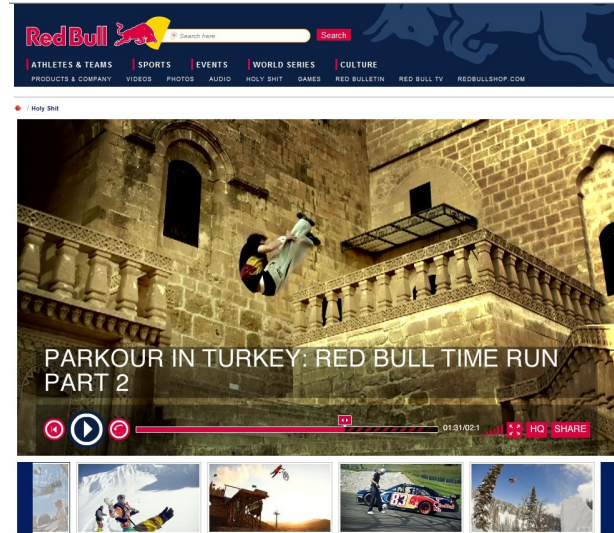 Red Bull
Search here
Search
ATHLETES & TEAMS SPORTS EVENTS WORLD SERIES CULTURE
PRODUCTS & COMPANY VIDEOS PHOTOS AUDIO HOLY SHIT GAMES RED BULLETIN RED BULL TV REDBULLSHOP.COM
/ Holy Shit
PARKOUR IN TURKEY: RED BULL TIME RUN
PART 2
01:31/02:1
HQ SHARE
83